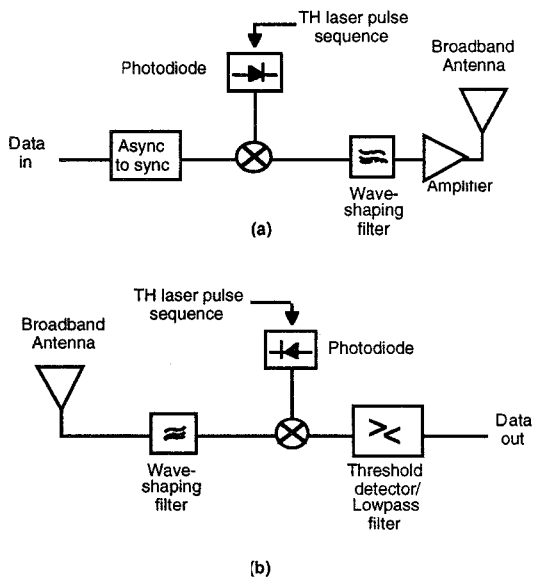 TH laser pulse
sequence
Broadband
Antenna
Photodiode
Data
in
Async
to sync
Amplifier
Wave-
shaping
filter
(a)
TH laser pulse
sequence
Broadband
Antenna
Photodiode
Data
out
Wave-
shaping
filter
Threshold
detector/
Lowpass
filter
(b)